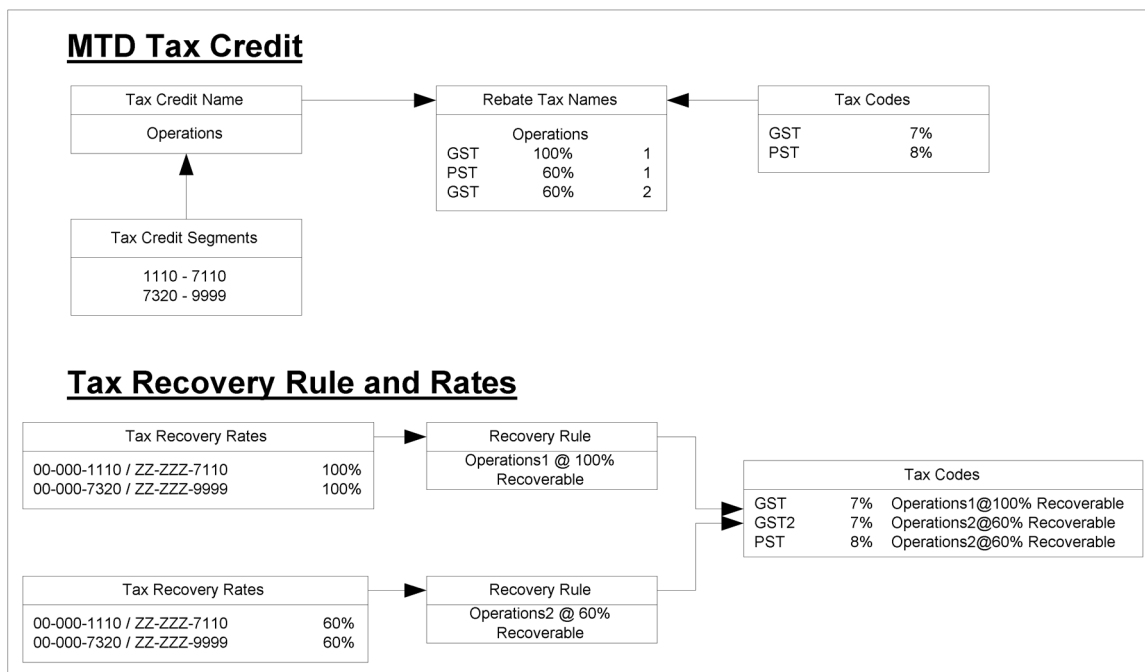 MTD Tax Credit
Tax Credit Name
Operations
Rebate Tax Names
Operations
GST 100% 1
PST 60% 1
GST 60% 2
Tax Codes
GST 7%
PST 8%
Tax Credit Segments
1110 - 7110
7320 - 9999
Tax Recovery Rule and Rates
Tax Recovery Rates
00-000-1110 / ZZ-ZZZ-7110 100%
00-000-7320 / ZZ-ZZZ-9999 100%
Recovery Rule
Operations1 @ 100%
Recoverable
Tax Codes
GST 7% Operations1@100% Recoverable
GST2 7% Operations2@60% Recoverable
PST 8% Operations2@60% Recoverable
Tax Recovery Rates
00-000-1110 / ZZ-ZZZ-7110 60%
00-000-7320 / ZZ-ZZZ-9999 60%
Recovery Rule
Operations2 @ 60%
Recoverable